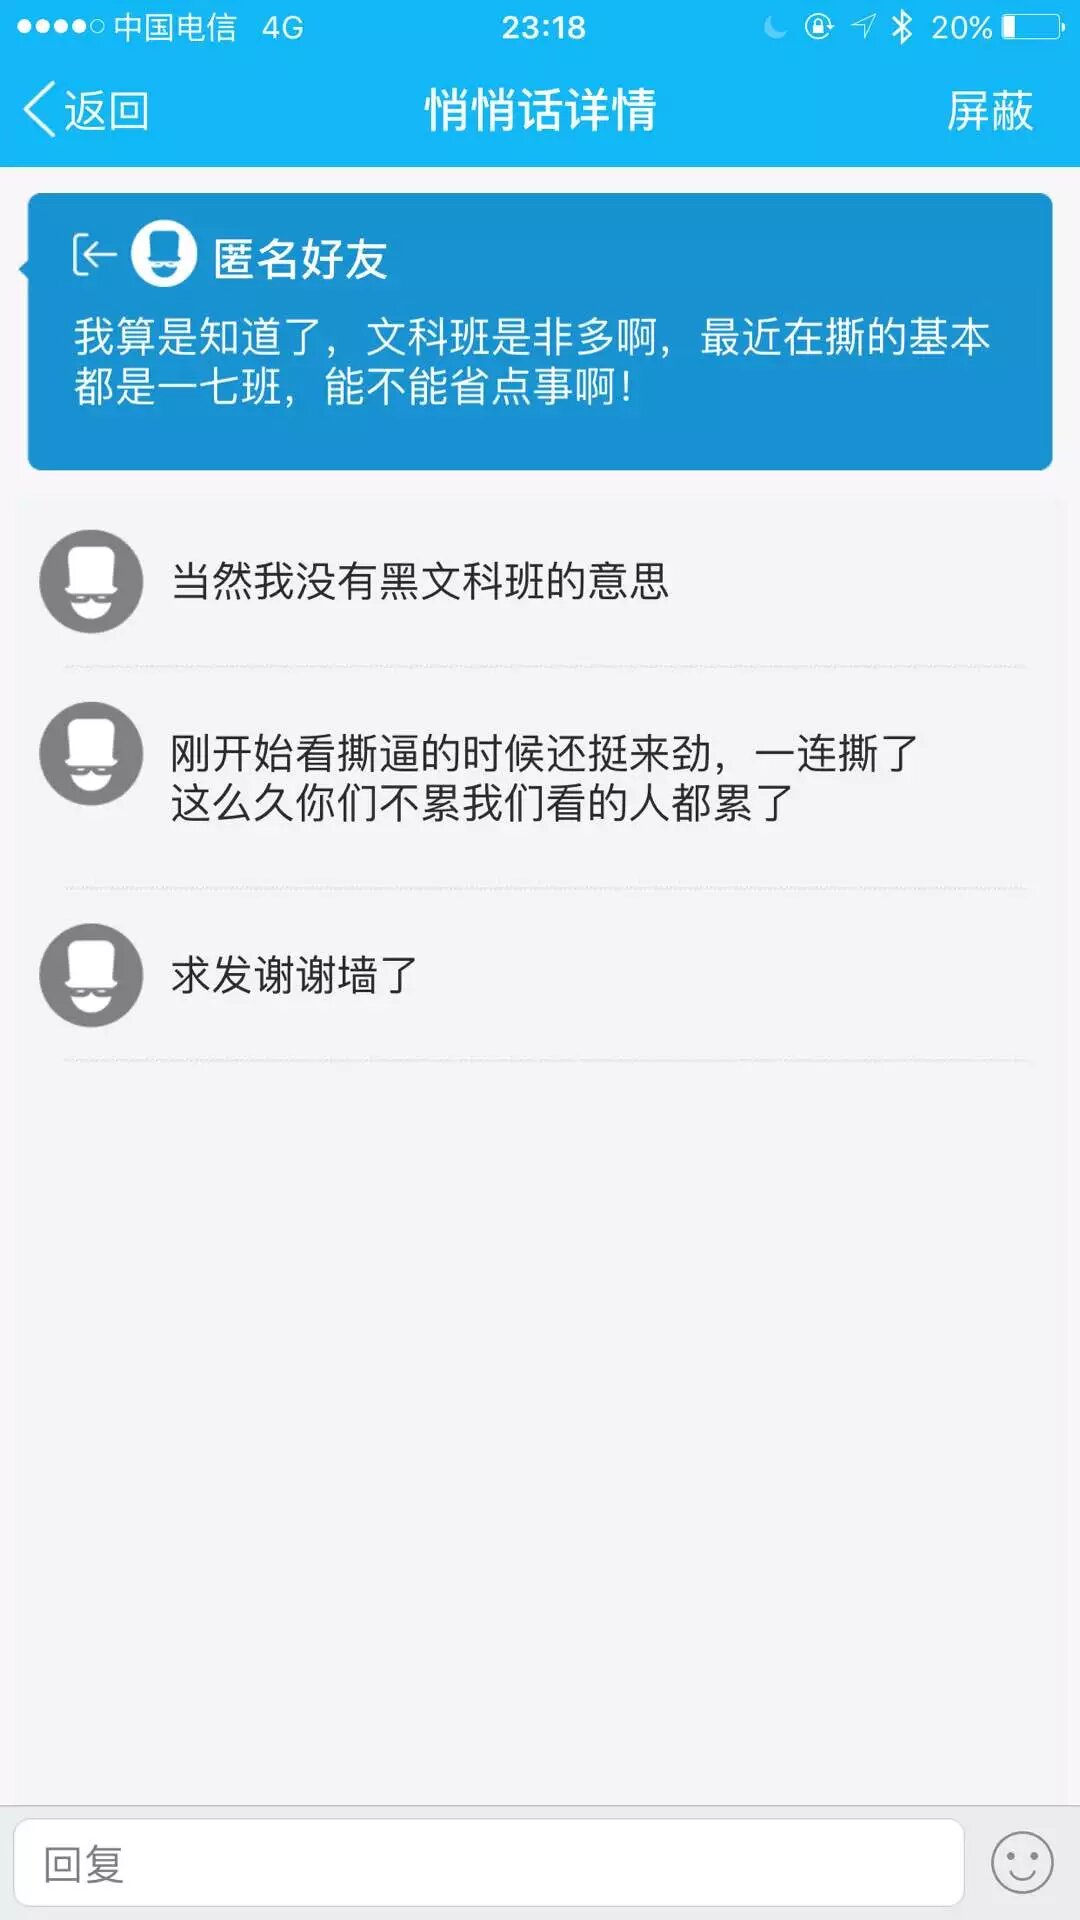 中国电信 4G 23:18 20%
返回 悄悄话详情 屏蔽
匿名好友
我算是知道了，文科班是非多啊，最近在撕的基本
都是一七班，能不能省点事啊！
当然我没有黑文科班的意思
刚开始看撕逼的时候还挺来劲，一连撕了
这么久你们不累我们看的人都累了
求发谢谢墙了
回复